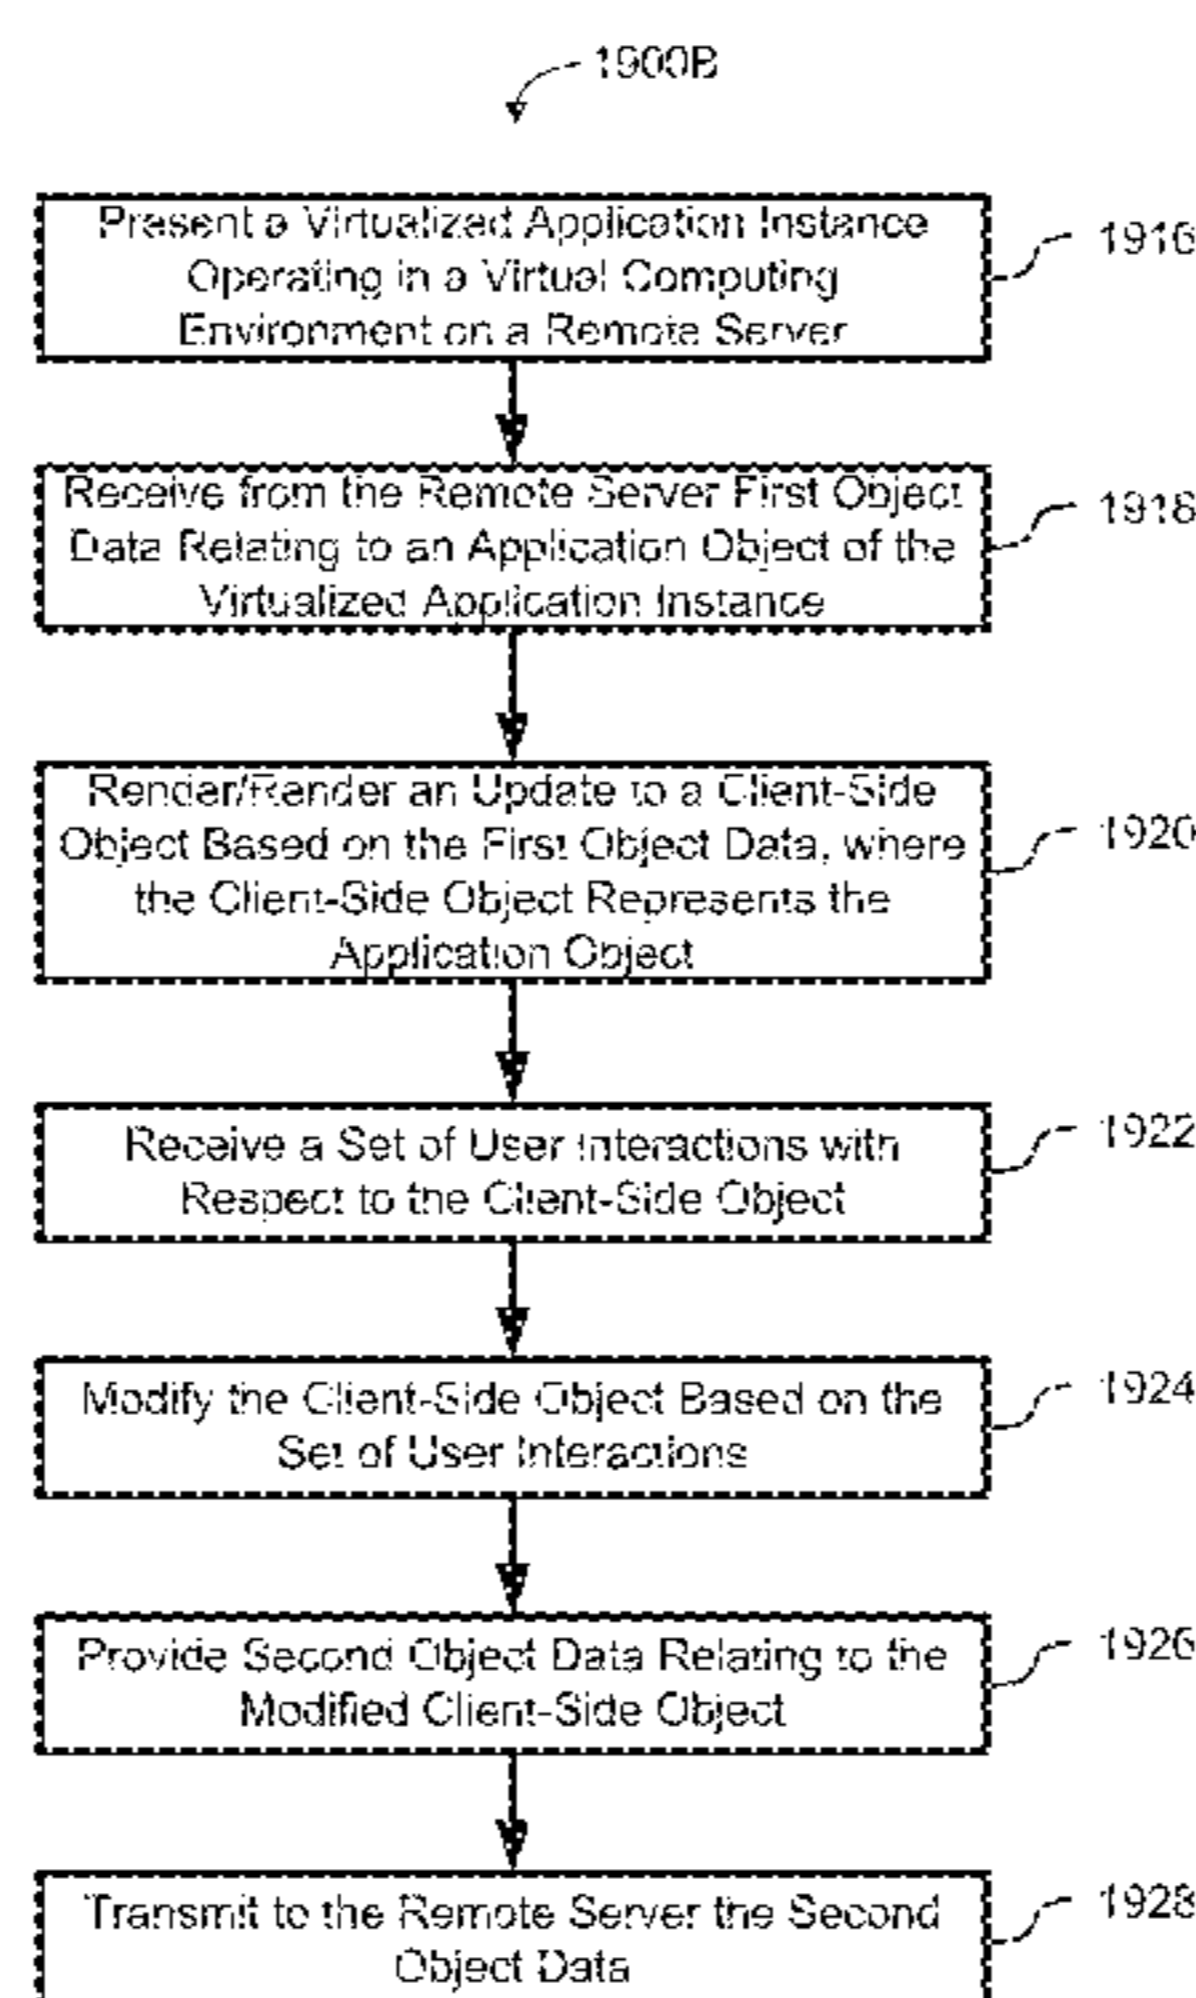 1900B
Present a Virtualized Application Instance
Operating in a Virtual Computing
Environment on a Remote Server
1916
Receive from the Remote Server First Object
Data Relating to an Application Object of the
Virtualized Application Instance
1918
Render/Render an Update to a Client-Side
Object Based on the First Object Data, where
the Client-Side Object Represents the
Application Object
1920
Receive a Set of User Interactions with
Respect to the Client-Side Object
1922
Modify the Client-Side Object Based on the
Set of User Interactions
1924
Provide Second Object Data Relating to the
Modified Client-Side Object
1926
Transmit to the Remote Server the Second
Object Data
1928